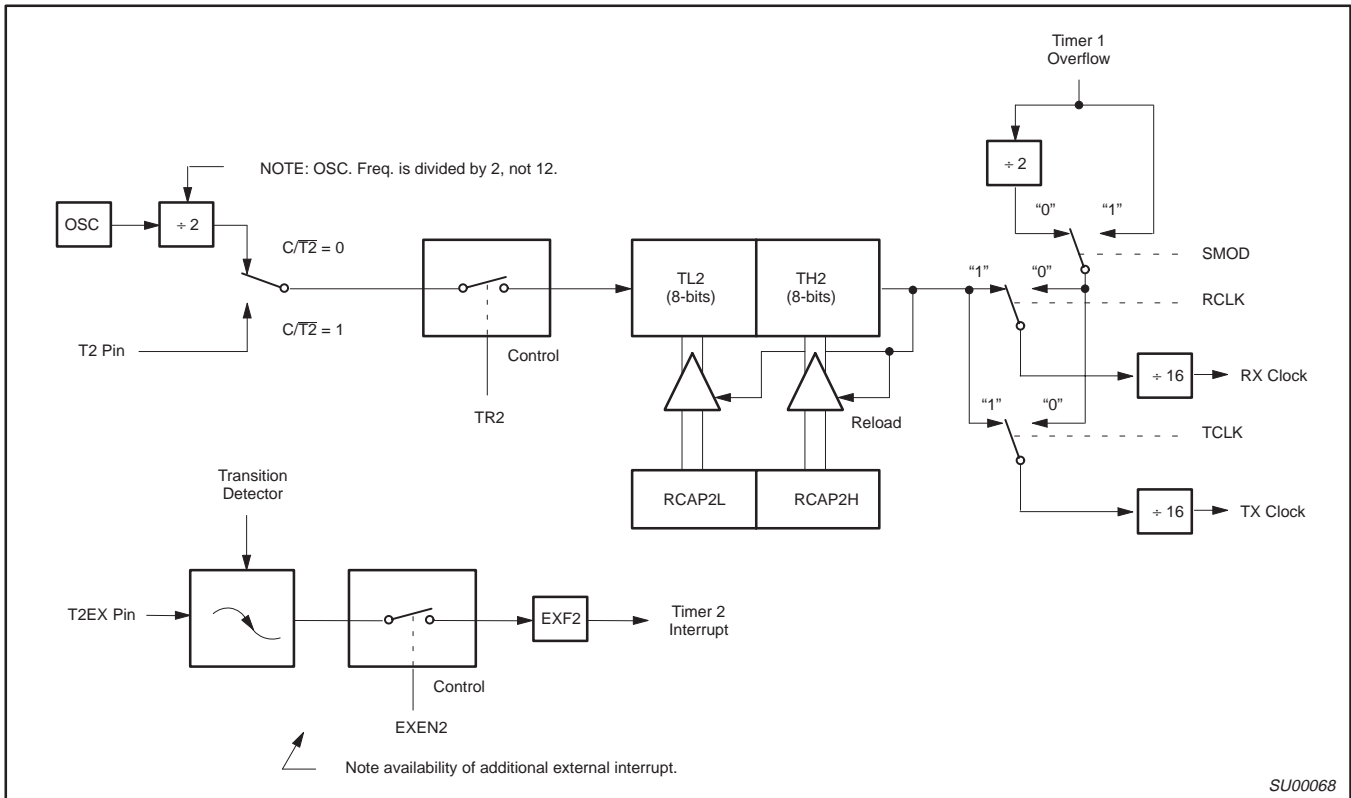 Timer 1
Overflow
÷ 2
NOTE: OSC. Freq. is divided by 2, not 12.
OSC
÷ 2
C/T2 = 0
C/T2 = 1
T2 Pin
Control
TR2
TL2
(8-bits)
TH2
(8-bits)
Reload
RCAP2L
RCAP2H
“0”
“1”
SMOD
“1”
“0”
RCLK
÷ 16
RX Clock
“1”
“0”
TCLK
÷ 16
TX Clock
Transition
Detector
T2EX Pin
Control
EXEN2
EXF2
Timer 2
Interrupt
Note availability of additional external interrupt.
SU00068